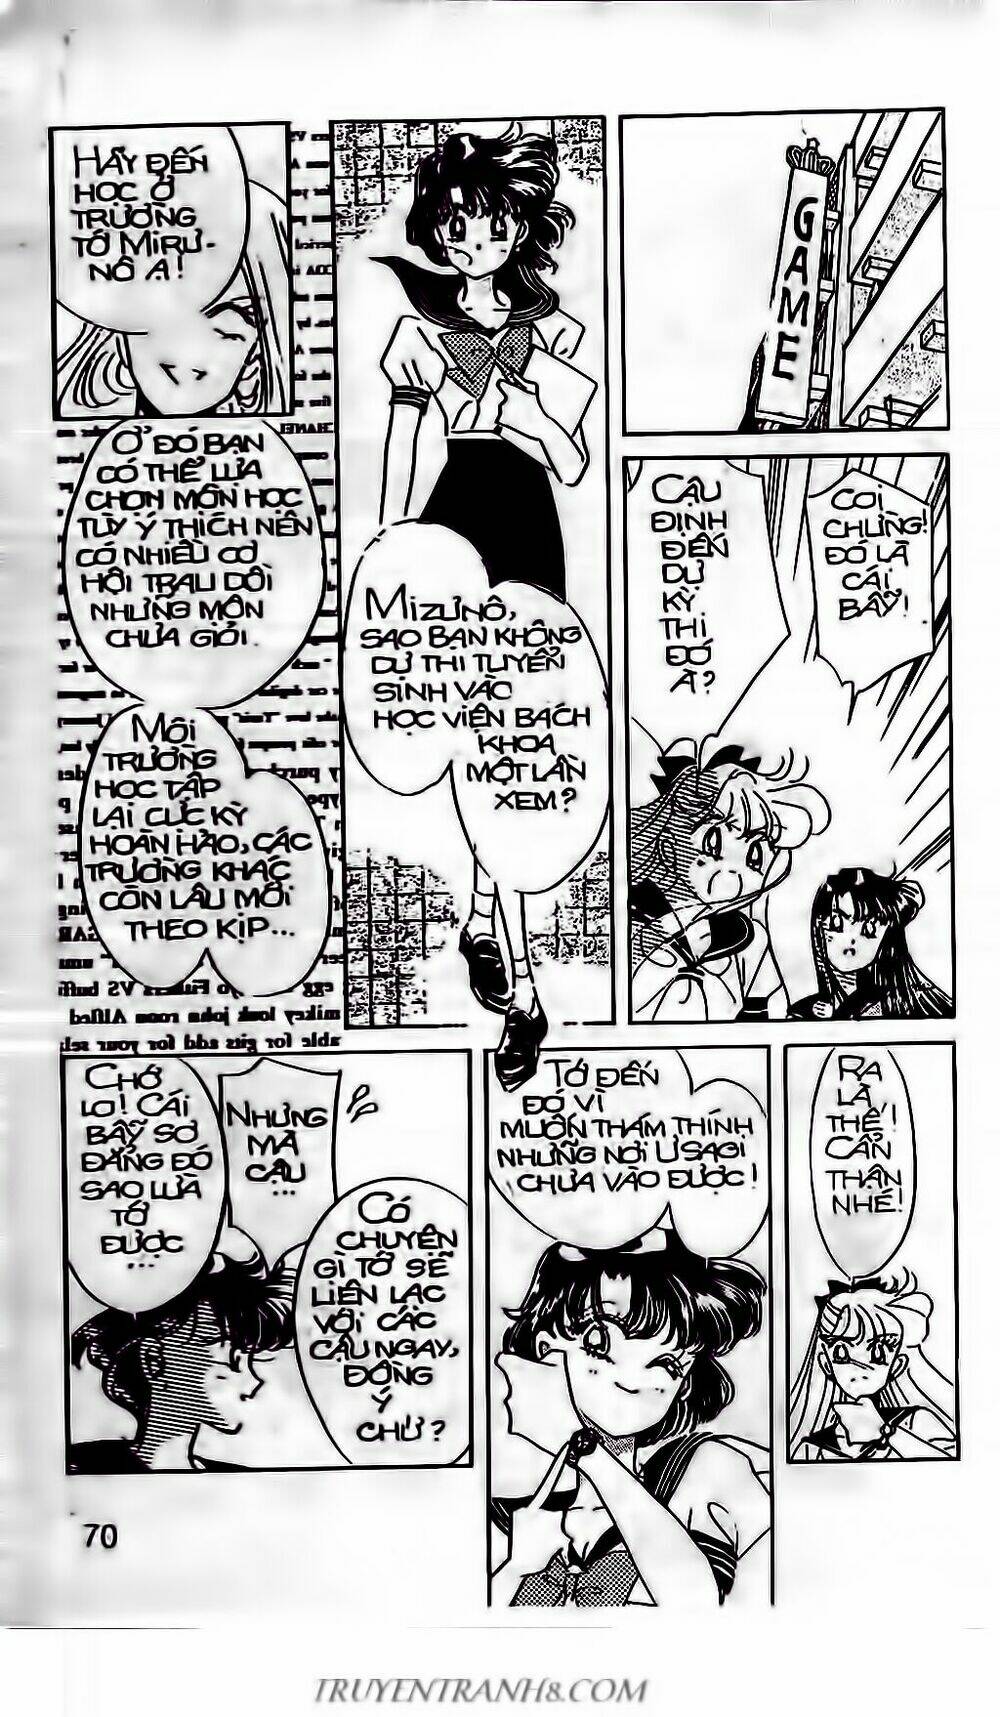 HÃY ĐẾN
HỌC Ở
TRƯƠNG
TỚ MIRƯ-
NÔ Ạ!
Ở ĐÓ BẠN
CÓ THỂ LỰA
CHỌN MÔN HỌC
TUỲ Ý THÍCH NÊN
CÓ NHIỀU CƠ
HỘI TRAU DỒI
NHỮNG MÔN
CHƯA GIỎI.
MÔI
TRƯỜNG
HỌC TẬP
LẠI CỰC KỲ
HOÀN HẢO, CÁC
TRƯỜNG KHÁC
CÒN LÂU MỚI
THEO KỊP...
MIZƯNÔ,
SAO BẠN KHÔNG
DỰ THI TUYỂN
SINH VÀO
HỌC VIỆN BÁCH
KHOA
MỘT LẦN
XEM?
GAME
CẬU
ĐỊNH
ĐẾN
DỰ
KỲ
THI
ĐÓ
À?
COI
CHỪNG!
ĐÓ LÀ
CÁI
BẪY!
CHỚ
LO! CÁI
BẪY SƠ
ĐẲNG ĐÓ
SAO LỪA
TỚ
ĐƯỢC
...
NHƯNG
MÀ
CẬU
...
CÓ
CHUYỆN
GÌ TỚ SẼ
LIÊN LẠC
VỚI CÁC
CẬU NGAY,
ĐỒNG
Ý
CHỨ?
TỚ ĐẾN
ĐÓ VÌ
MUỐN THÁM THÍNH
NHỮNG NƠI ƯSAGI
CHƯA VÀO ĐƯỢC!
RA
LÀ
THẾ!
CẨN
THẬN
NHÉ!
70
TRUYENTRANH8.COM